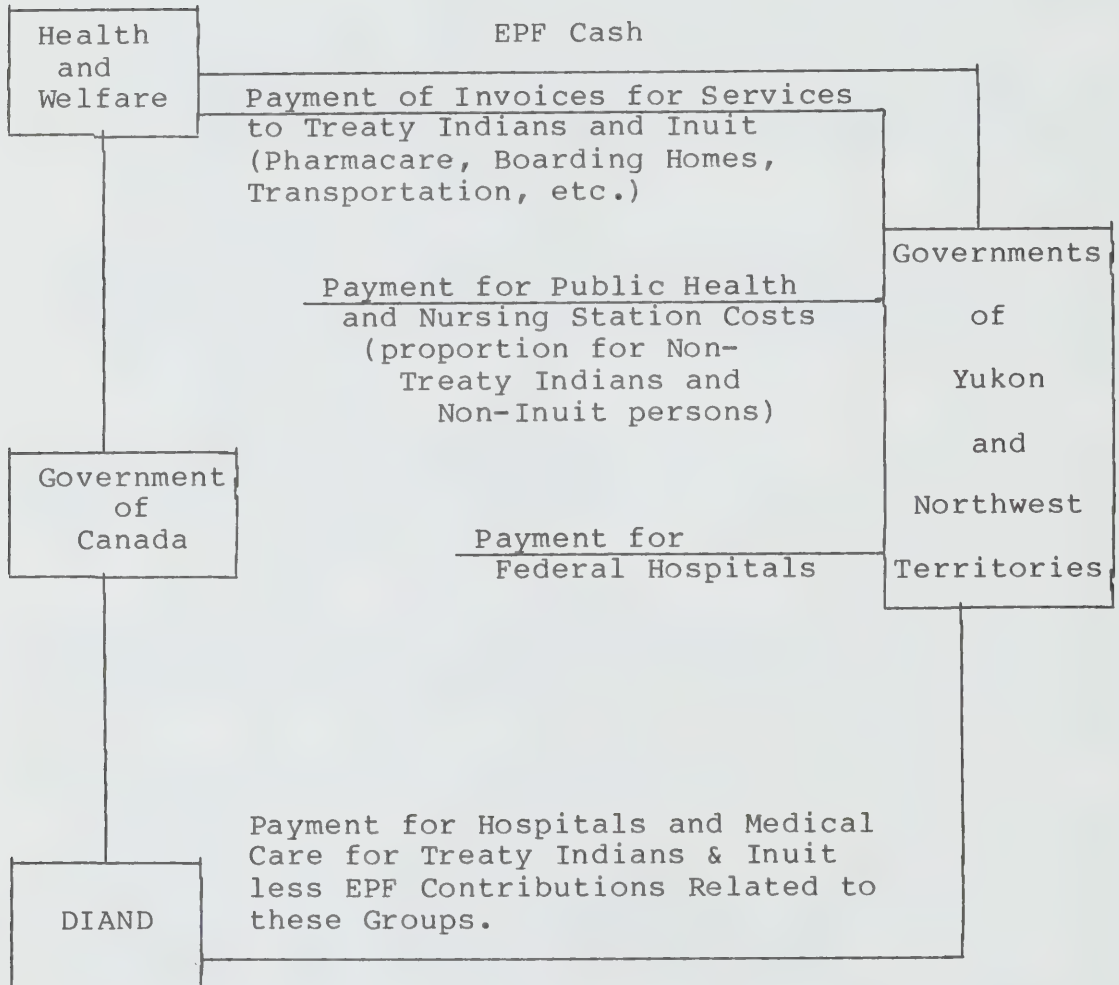 Health
and
Welfare
EPF Cash
Payment of Invoices for Services
to Treaty Indians and Inuit
(Pharmacare, Boarding Homes,
Transportation, etc.)
Governments
of
Yukon
and
Northwest
Territories
Payment for Public Health
and Nursing Station Costs
(proportion for Non-
Treaty Indians and
Non-Inuit persons)
Government
of
Canada
Payment for
Federal Hospitals
Payment for Hospitals and Medical
Care for Treaty Indians & Inuit
less EPF Contributions Related to
these Groups.
DIAND